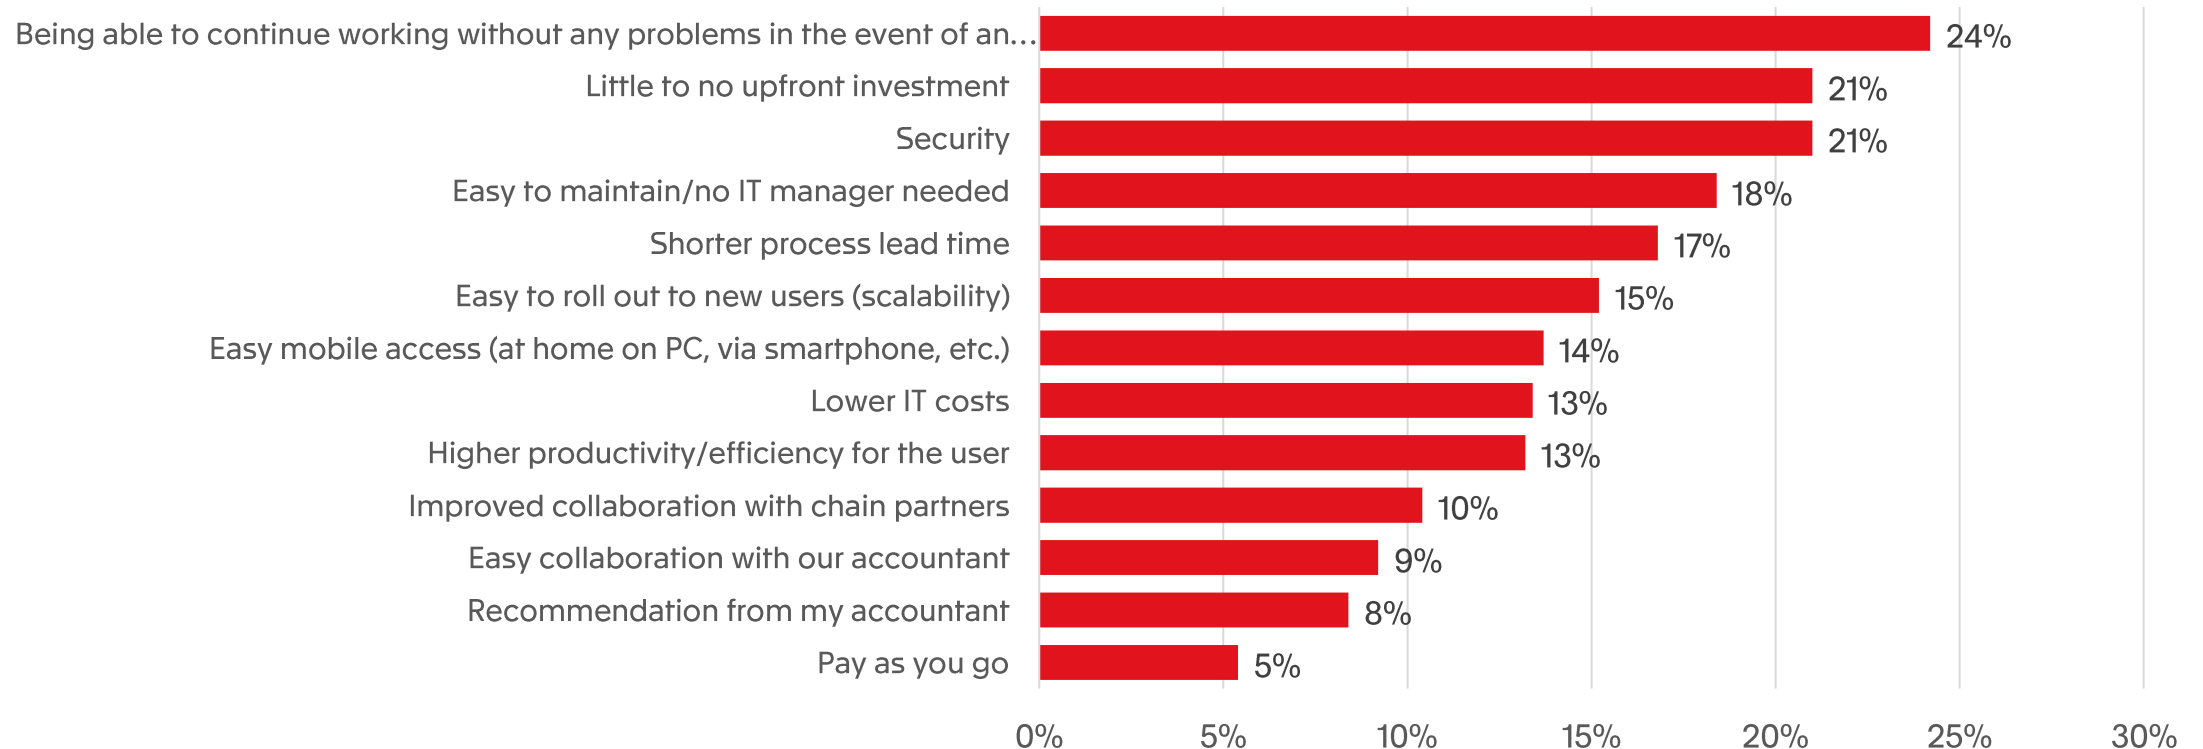 Being able to continue working without any problems in the event of an... 24%
Little to no upfront investment 21%
Security 21%
Easy to maintain/no IT manager needed 18%
Shorter process lead time 17%
Easy to roll out to new users (scalability) 15%
Easy mobile access (at home on PC, via smartphone, etc.) 14%
Lower IT costs 13%
Higher productivity/efficiency for the user 13%
Improved collaboration with chain partners 10%
Easy collaboration with our accountant 9%
Recommendation from my accountant 8%
Pay as you go 5%
0% 5% 10% 15% 20% 25% 30%